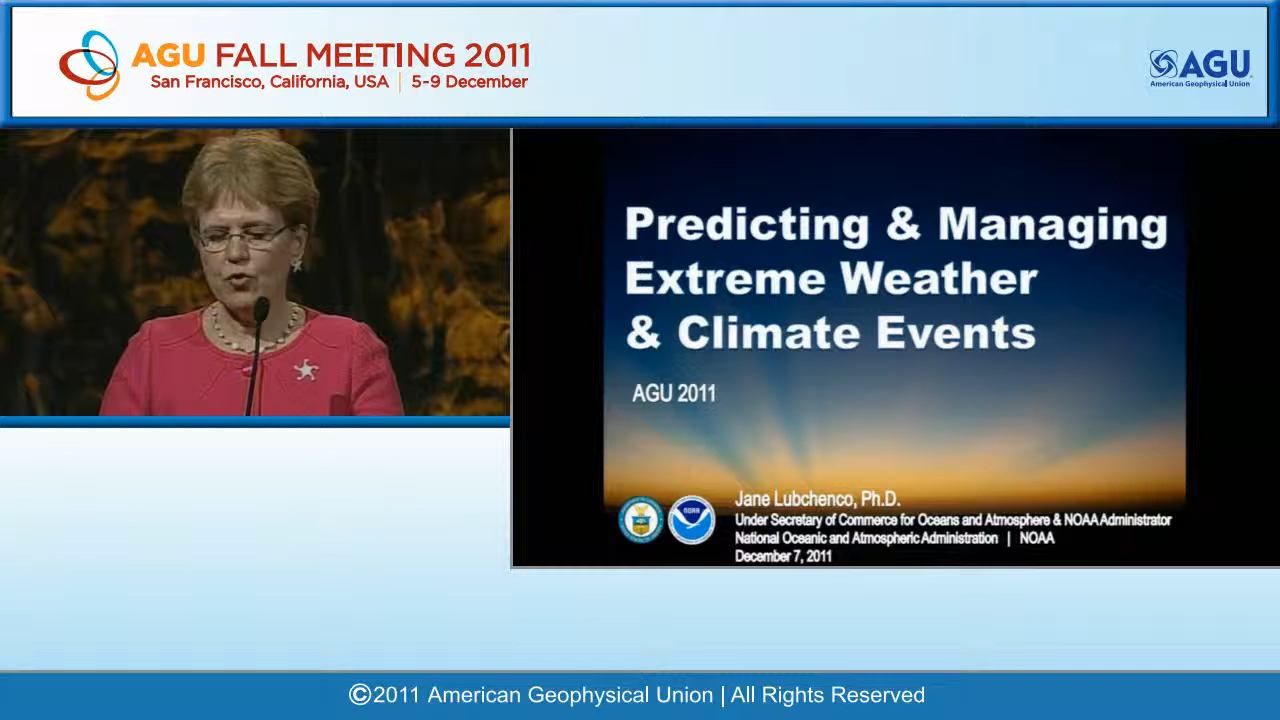 AGU FALL MEETING 2011
San Francisco, California, USA | 5-9 December
AGU
American Geophysical Union
Predicting & Managing
Extreme Weather
& Climate Events
AGU 2011
NOAA
Jane Lubchenco, Ph.D.
Under Secretary of Commerce for Oceans and Atmosphere & NOAA Administrator
National Oceanic and Atmospheric Administration | NOAA
December 7, 2011
©2011 American Geophysical Union | All Rights Reserved